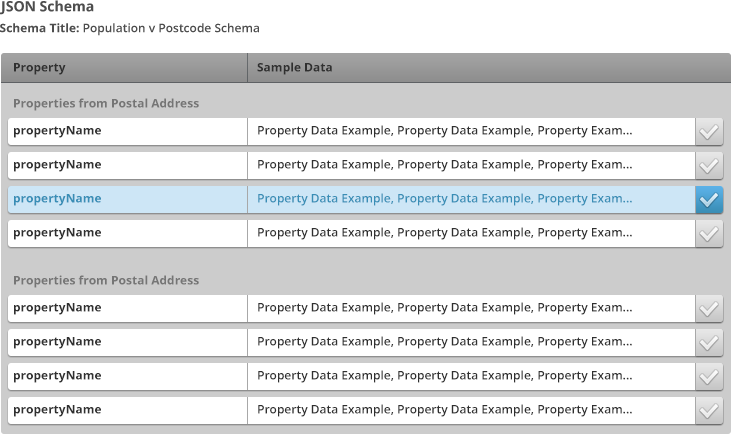 JSON Schema
Schema Title: Population v Postcode Schema
Property Sample Data
Properties from Postal Address
propertyName Property Data Example, Property Data Example, Property Exam...
propertyName Property Data Example, Property Data Example, Property Exam...
propertyName Property Data Example, Property Data Example, Property Exam...
propertyName Property Data Example, Property Data Example, Property Exam...
Properties from Postal Address
propertyName Property Data Example, Property Data Example, Property Exam...
propertyName Property Data Example, Property Data Example, Property Exam...
propertyName Property Data Example, Property Data Example, Property Exam...
propertyName Property Data Example, Property Data Example, Property Exam...